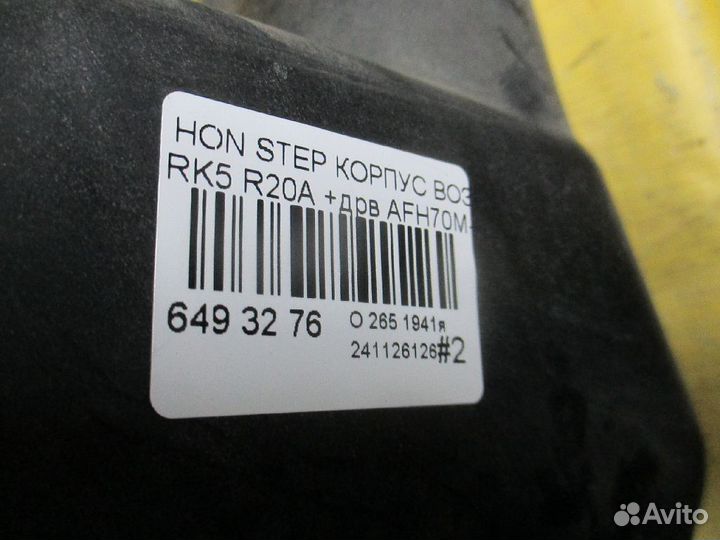 HON STEP КОРПУС ВОЗ
RK5 R20A +дрв AFH70M-
649 32 76
O 265 1941я
241126126#2
Avito